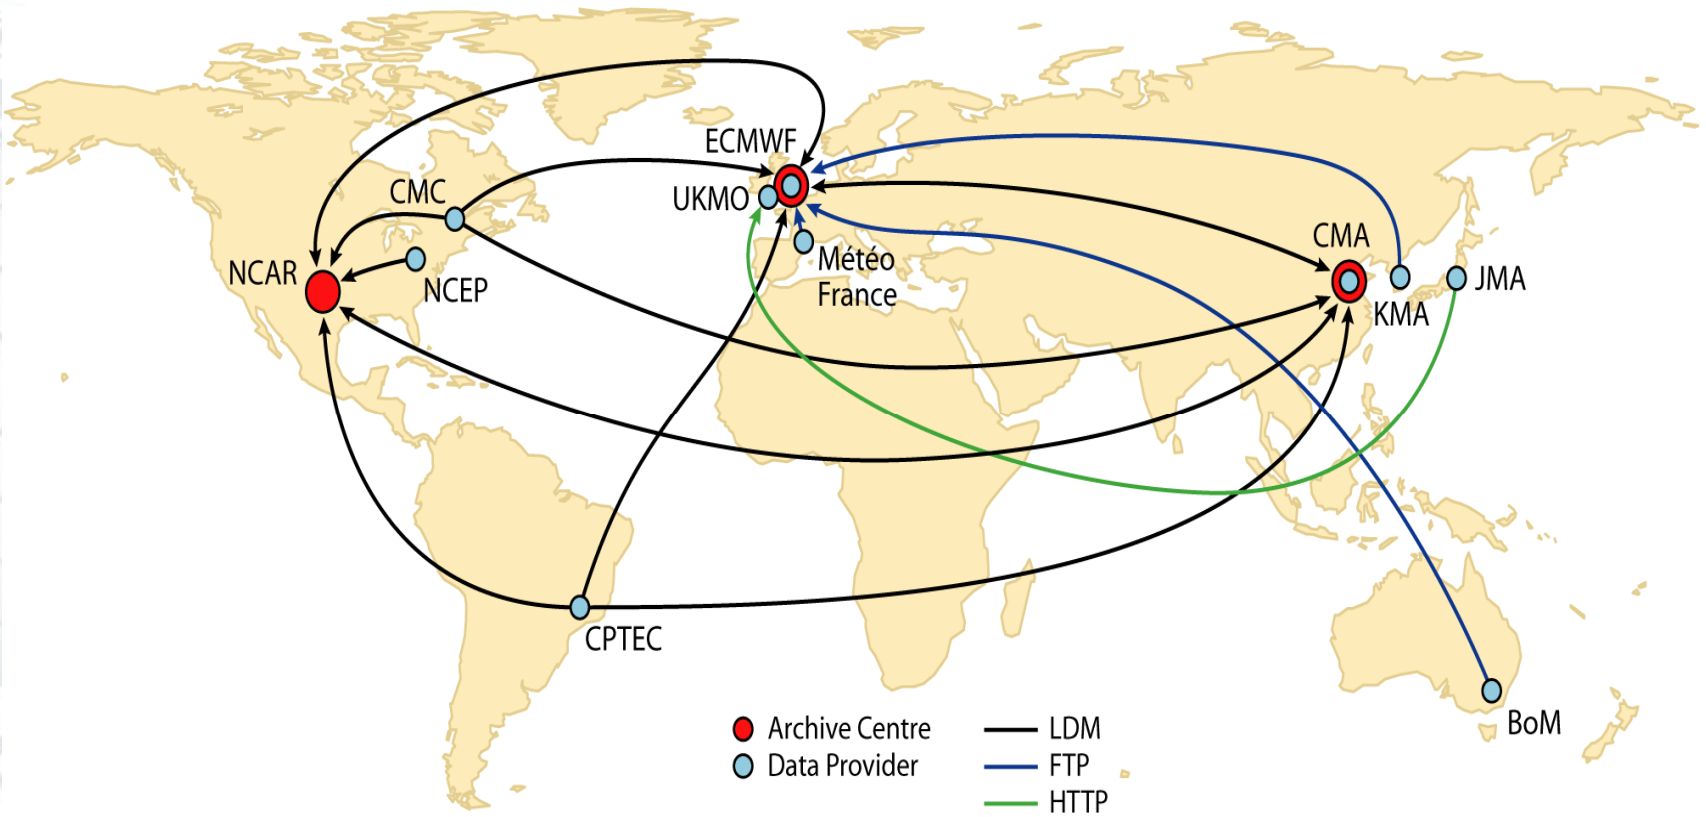 ECMWF
CMC
UKMO
NCAR
NCEP
Météo
France
CMA
KMA
JMA
CPTEC
BoM
Archive Centre
Data Provider
LDM
FTP
HTTP